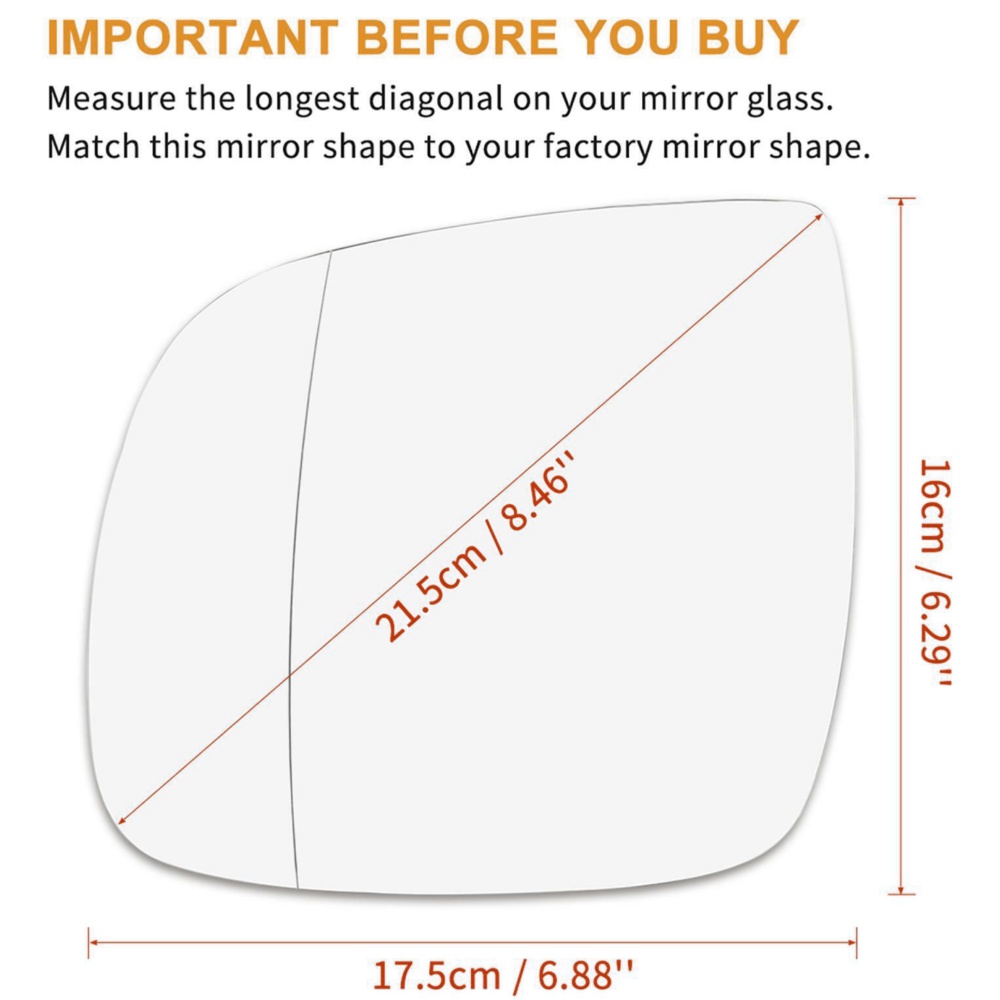 IMPORTANT BEFORE YOU BUY
Measure the longest diagonal on your mirror glass.
Match this mirror shape to your factory mirror shape.
21.5cm / 8.46''
16cm / 6.29''
17.5cm / 6.88''